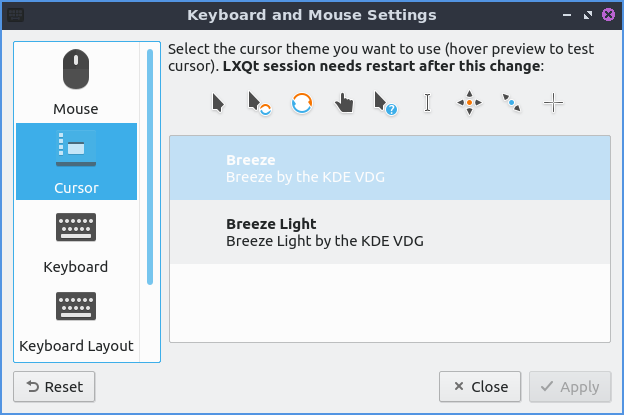 Keyboard and Mouse Settings
Select the cursor theme you want to use (hover preview to test
cursor). LXQt session needs restart after this change:
Mouse
Cursor
Keyboard
Keyboard Layout
Breeze
Breeze by the KDE VDG
Breeze Light
Breeze Light by the KDE VDG
Reset
Close
Apply